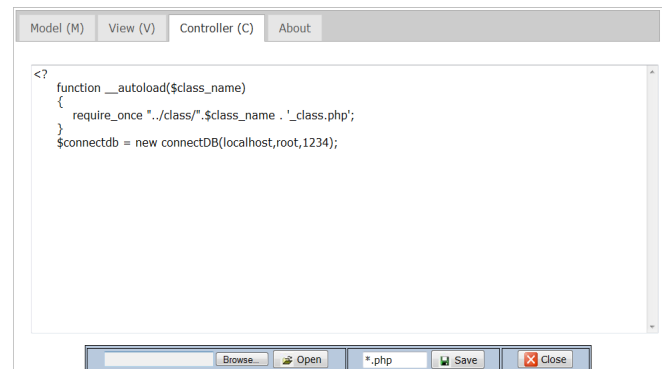 Model (M) View (V) Controller (C) About
<?
function __autoload($class_name)
{
require_once "../class/".$class_name . '_class.php';
}
$connectdb = new connectDB(localhost,root,1234);
Browse... Open *.php Save Close